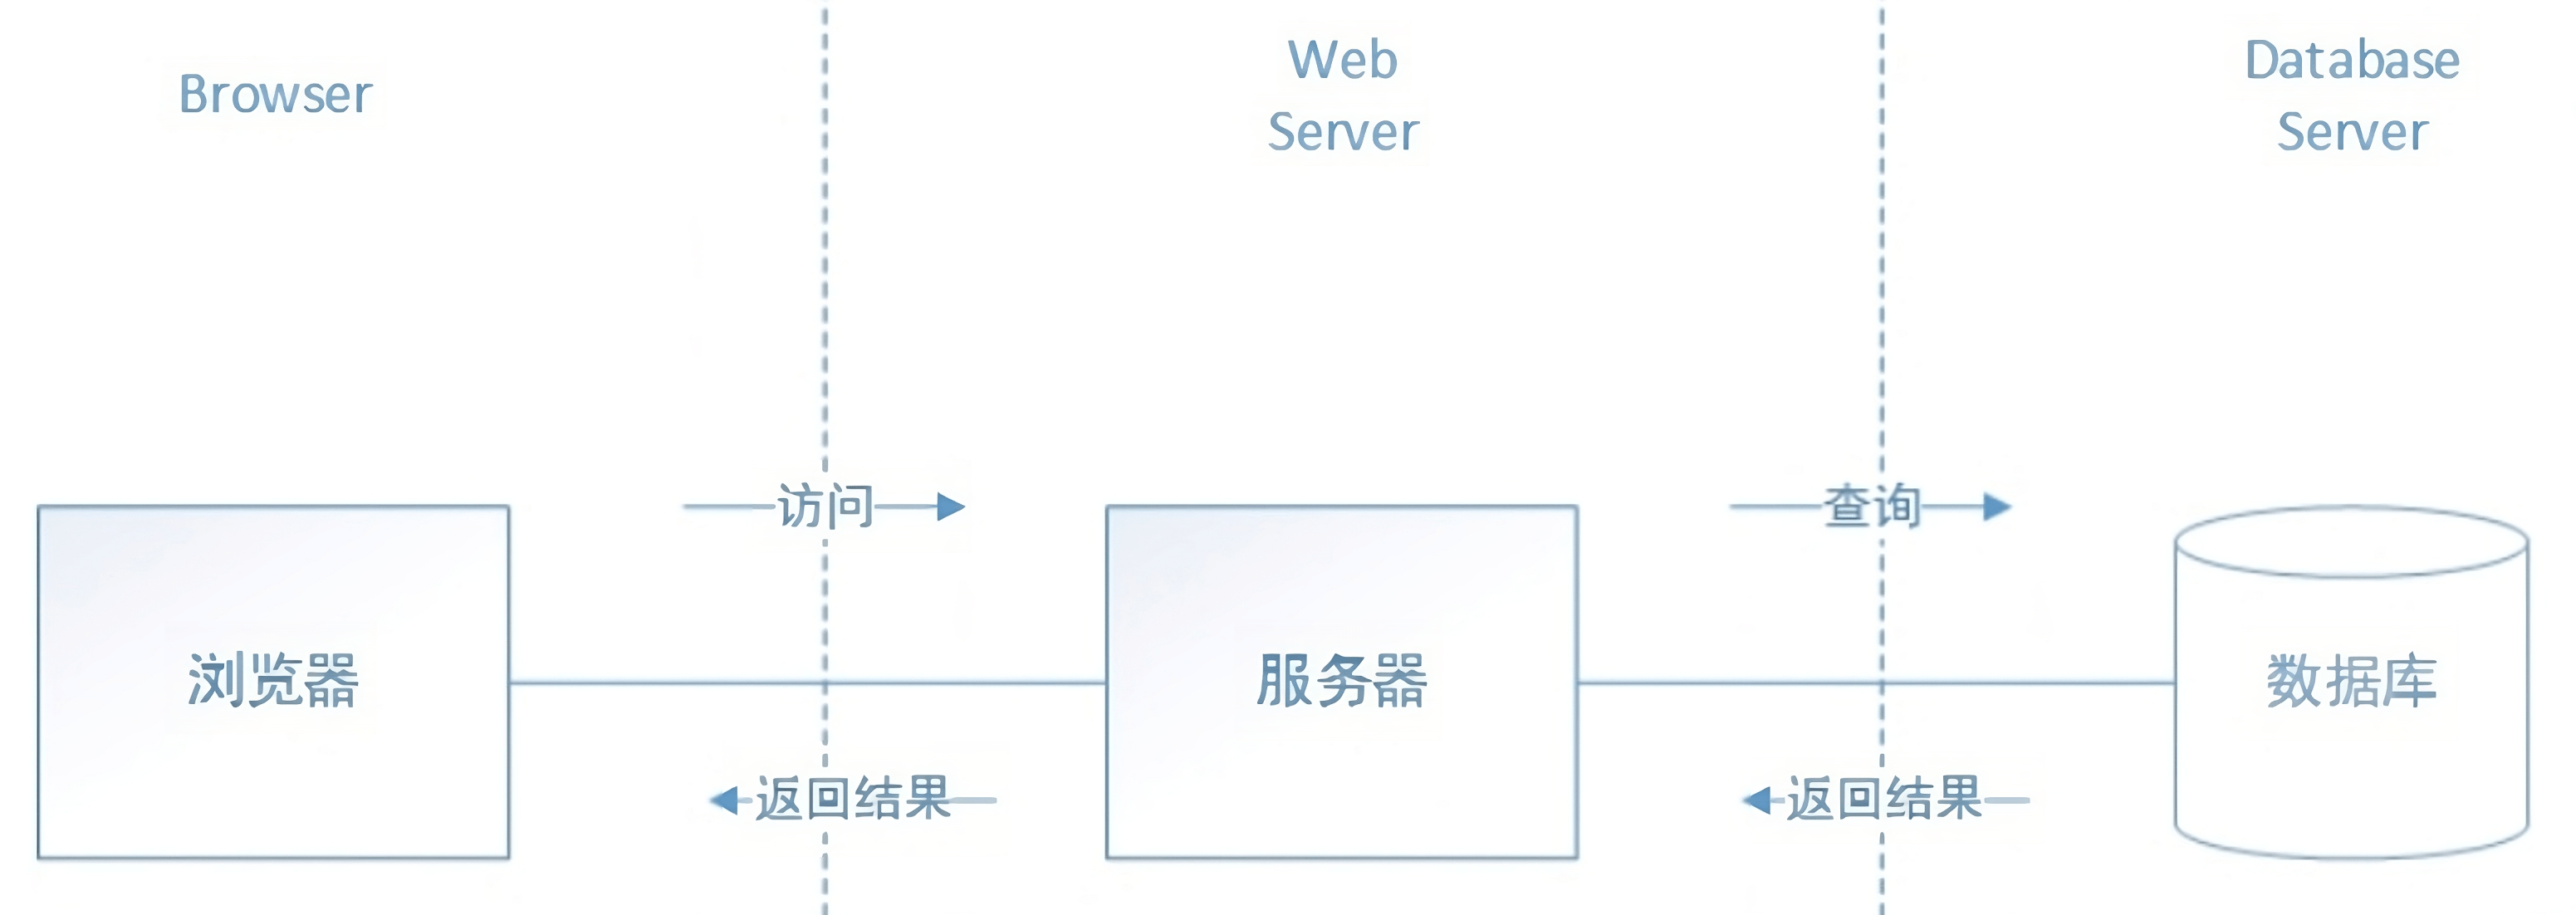 Browser
Web
Server
Database
Server
访问
查询
浏览器
服务器
数据库
返回结果
返回结果